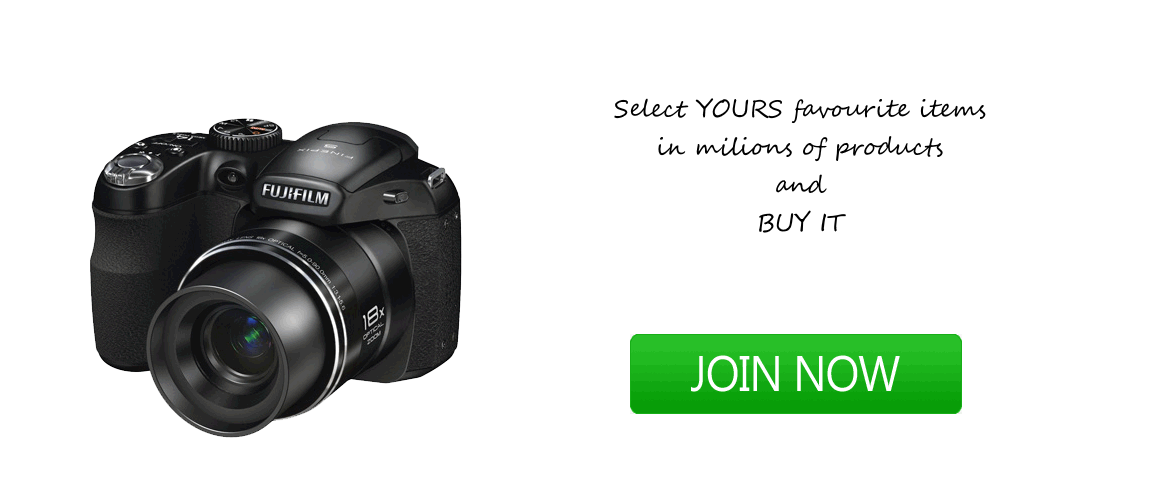 FINEPIX
S
FUJIFILM
18x
OPTICAL
ZOOM
Select YOURS favourite items
in milions of products
and
BUY IT
JOIN NOW